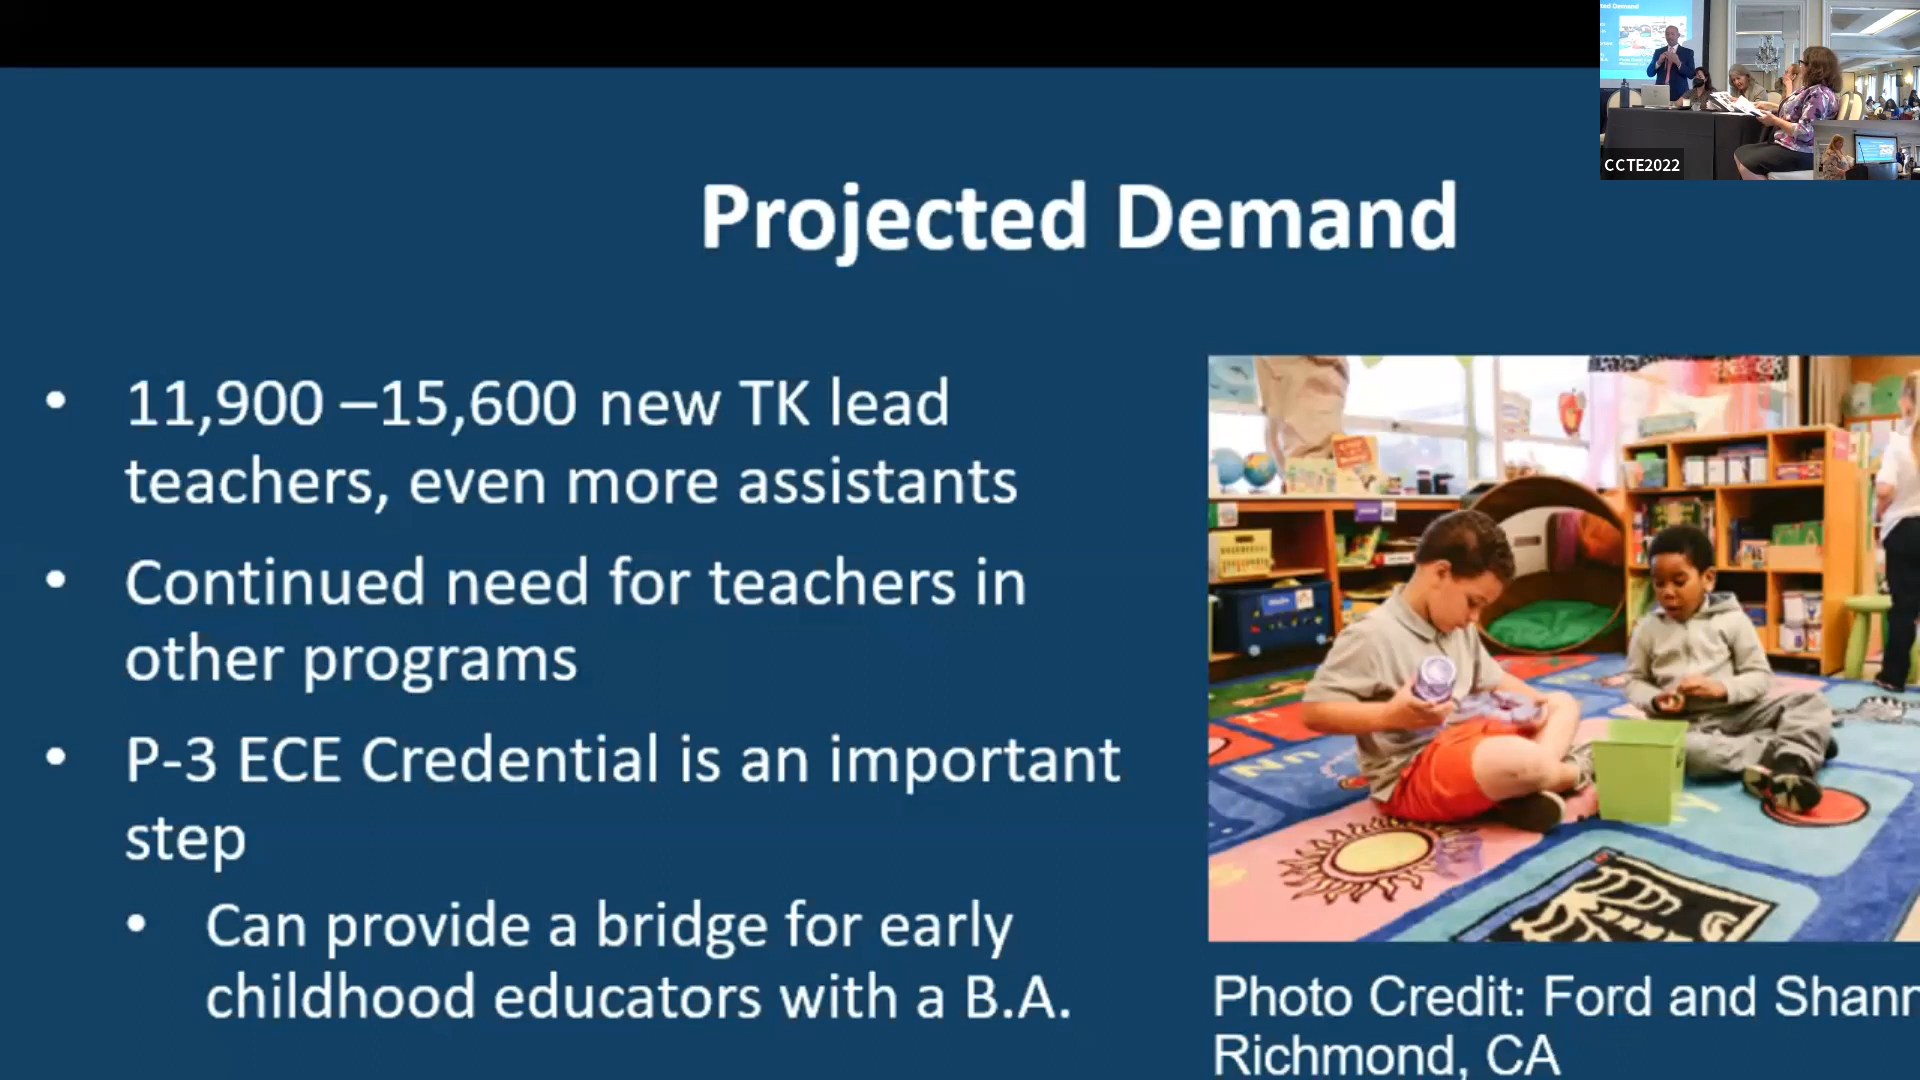 Projected Demand
• 11,900 –15,600 new TK lead
teachers, even more assistants
• Continued need for teachers in
other programs
• P-3 ECE Credential is an important
step
• Can provide a bridge for early
childhood educators with a B.A.
Photo Credit: Ford and Shann
Richmond, CA
CCTE2022